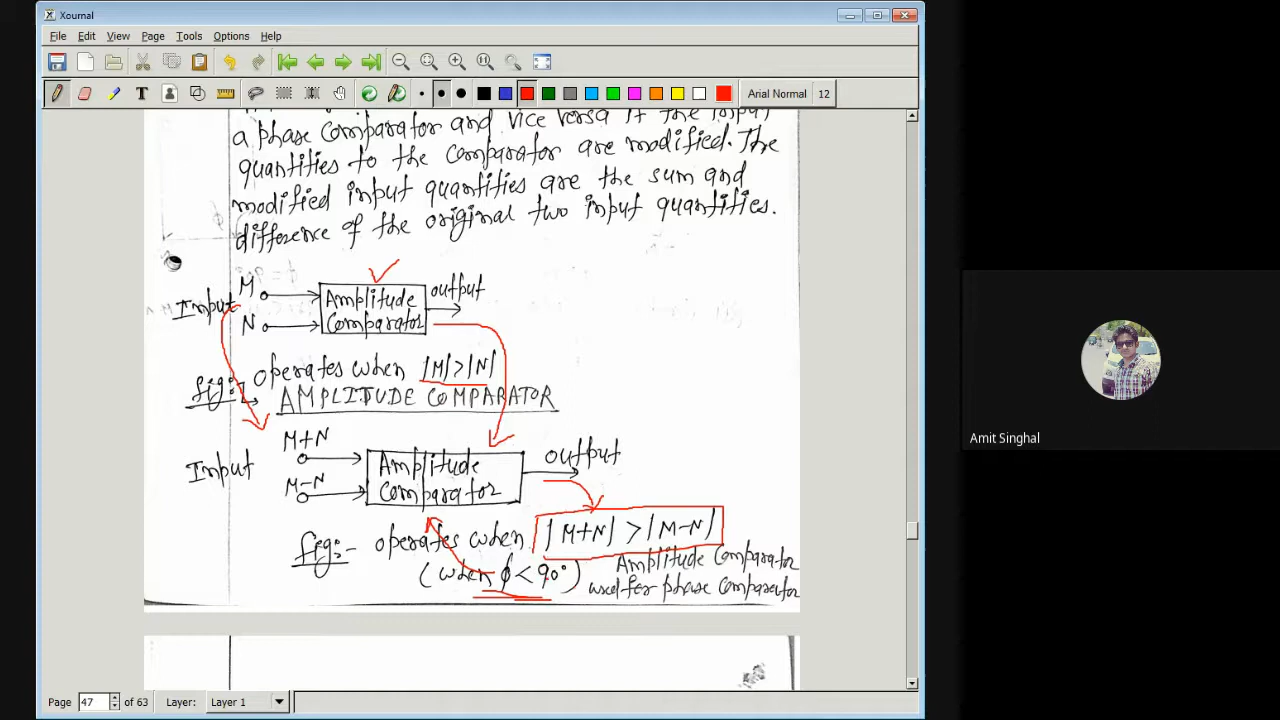 Xournal
File Edit View Page Tools Options Help
Arial Normal 12
a phase comparator and vice versa if the input
quantities to the comparator are modified. The
modified input quantities are the sum and
difference of the original two input quantities.
Input
M
N
Amplitude
Comparator
output
fig:→ operates when |M|>|N|
AMPLITUDE COMPARATOR
Input
M+N
M-N
Amplitude
Comparator
output
fig:- operates when |M+N| > |M-N|
(when φ < 90°)
Amplitude Comparator
used for phase comparator
Amit Singhal
Page 47 of 63 Layer: Layer 1